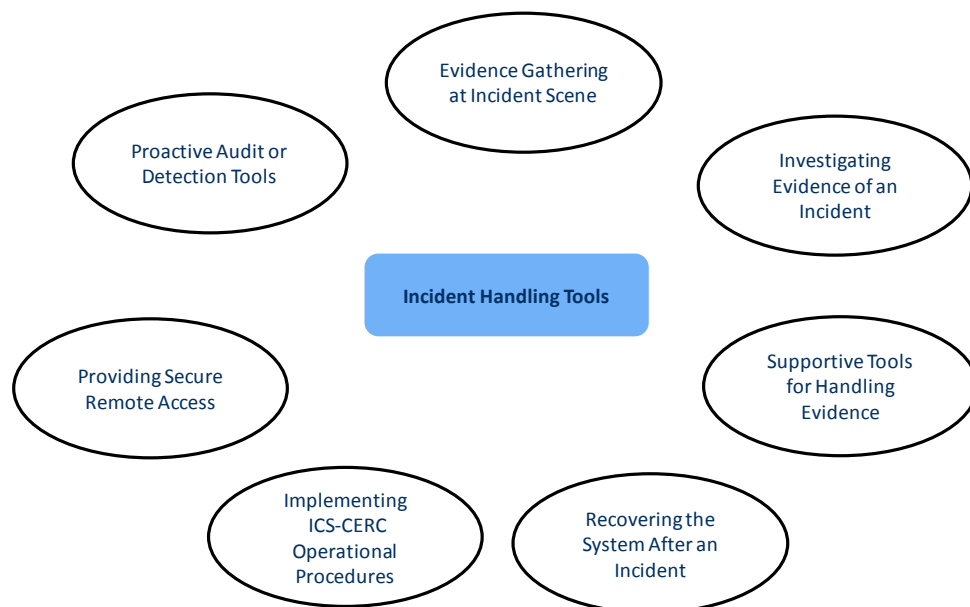 Evidence Gathering
at Incident Scene
Proactive Audit or
Detection Tools
Investigating
Evidence of an
Incident
Incident Handling Tools
Providing Secure
Remote Access
Supportive Tools
for Handling
Evidence
Implementing
ICS-CERC
Operational
Procedures
Recovering the
System After an
Incident